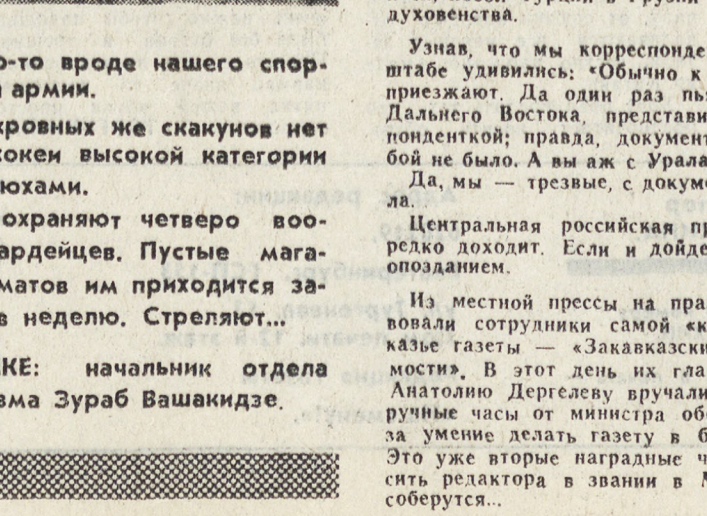 о-то вроде нашего спор-
армии.
кровных же скакунов нет
океи высокой категории
юхами.
охраняют четверо воо-
ардейцев. Пустые мага-
матов им приходится за-
в неделю. Стреляют...
КЕ: начальник отдела
зма Зураб Вашакидзе.
духовенства.
Узнав, что мы корреспонде
штабе удивились: «Обычно к
приезжают. Да один раз пья
Дальнего Востока, представи
понденткой; правда, документ
бой не было. А вы аж с Урала
Да, мы — трезвые, с докуме
ла.
Центральная российская пр
редко доходит. Если и дойде
опозданием.
Из местной прессы на пра
вовали сотрудники самой «к
казье газеты — «Закавказски
мости». В этот день их гла
Анатолию Дергелеву вручали
ручные часы от министра обо
за умение делать газету в б
Это уже вторые наградные ч
сить редактора в звании в М
соберутся...